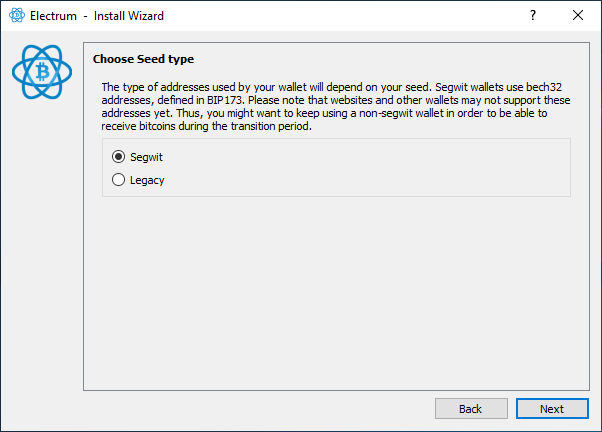 Electrum - Install Wizard
Choose Seed type
The type of addresses used by your wallet will depend on your seed. Segwit wallets use bech32
addresses, defined in BIP173. Please note that websites and other wallets may not support these
addresses yet. Thus, you might want to keep using a non-segwit wallet in order to be able to
receive bitcoins during the transition period.
Segwit
Legacy
Back Next